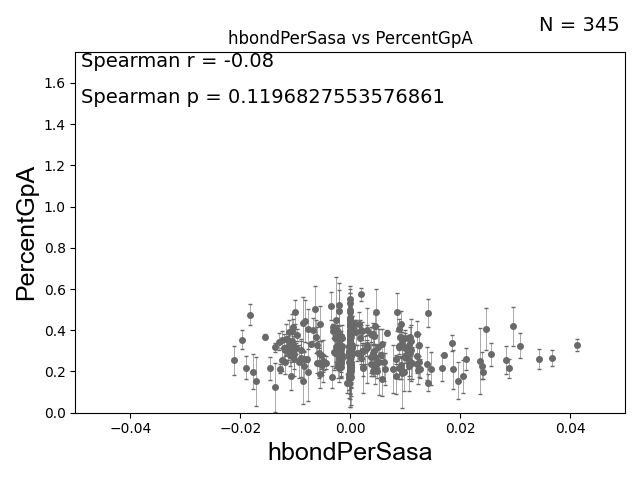 N = 345
hbondPerSasa vs PercentGpA
Spearman r = -0.08
Spearman p = 0.1196827553576861
1.6
1.4
1.2
1.0
0.8
0.6
0.4
0.2
0.0
PercentGpA
−0.04
−0.02
0.00
0.02
0.04
hbondPerSasa